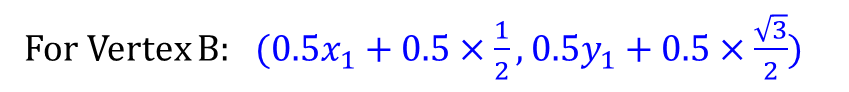 For Vertex B: (0.5x₁ + 0.5 × 1/2, 0.5y₁ + 0.5 × √3/2)